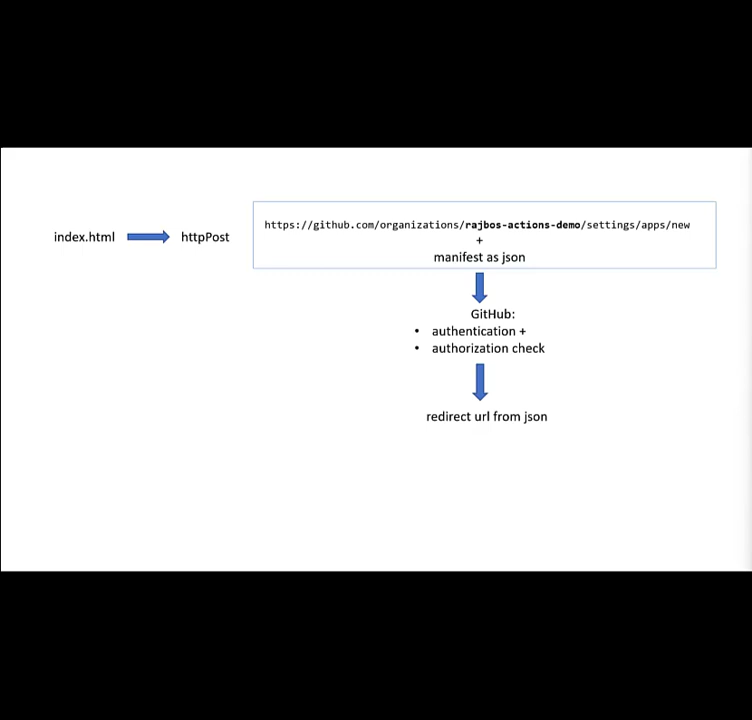 index.html
httpPost
https://github.com/organizations/rajbos-actions-demo/settings/apps/new
+
manifest as json
GitHub:
• authentication +
• authorization check
redirect url from json